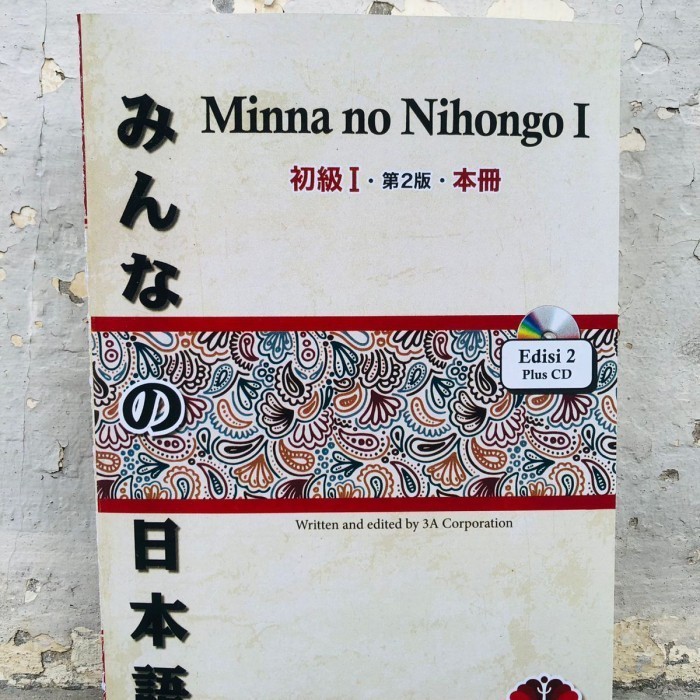 みんなの日本語
Minna no Nihongo I
初級 I・第2版・本冊
Edisi 2
Plus CD
Written and edited by 3A Corporation